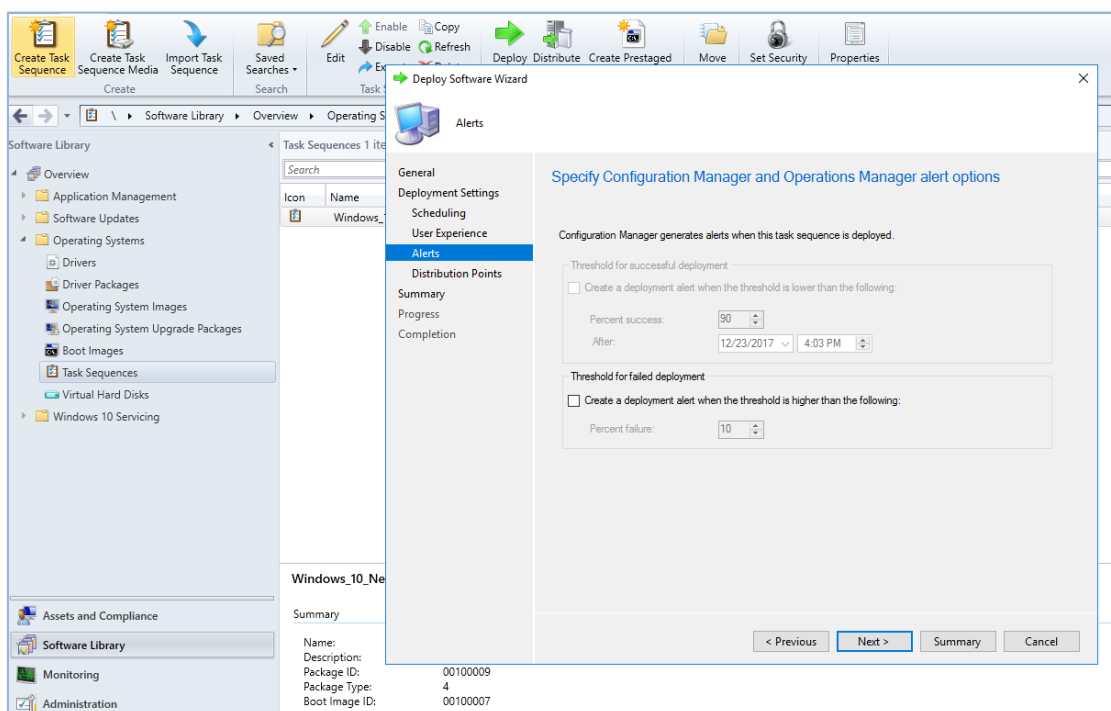 Create Task Sequence
Create Task Sequence Media
Import Task Sequence
Create
Saved Searches
Search
Edit
Enable
Disable
Copy
Refresh
Deploy
Distribute
Create Prestaged
Move
Set Security
Properties
\ Software Library Overview Operating S
Software Library
Overview
Application Management
Software Updates
Operating Systems
Drivers
Driver Packages
Operating System Images
Operating System Upgrade Packages
Boot Images
Task Sequences
Virtual Hard Disks
Windows 10 Servicing
Assets and Compliance
Software Library
Monitoring
Administration
Task Sequences 1 ite
Search
Icon Name
Windows_
Windows_10_Ne
Summary
Name:
Description:
Package ID: 00100009
Package Type: 4
Boot Image ID: 00100007
Deploy Software Wizard
Alerts
General
Deployment Settings
Scheduling
User Experience
Alerts
Distribution Points
Summary
Progress
Completion
Specify Configuration Manager and Operations Manager alert options
Configuration Manager generates alerts when this task sequence is deployed.
Threshold for successful deployment
Create a deployment alert when the threshold is lower than the following:
Percent success: 90
After: 12/23/2017 4:03 PM
Threshold for failed deployment
Create a deployment alert when the threshold is higher than the following:
Percent failure: 10
< Previous Next > Summary Cancel